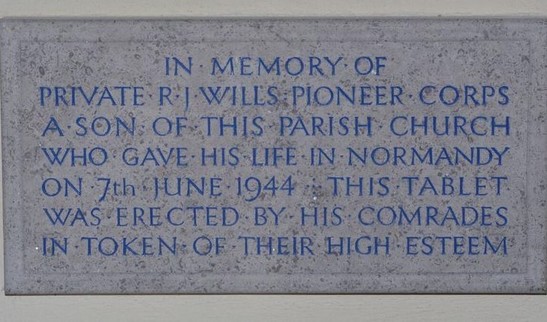 IN·MEMORY·OF
PRIVATE·R·J·WILLS·PIONEER·CORPS
A·SON·OF·THIS·PARISH·CHURCH
WHO·GAVE·HIS·LIFE·IN·NORMANDY
ON·7th·JUNE·1944··THIS·TABLET
WAS·ERECTED·BY·HIS·COMRADES
IN·TOKEN·OF·THEIR·HIGH·ESTEEM